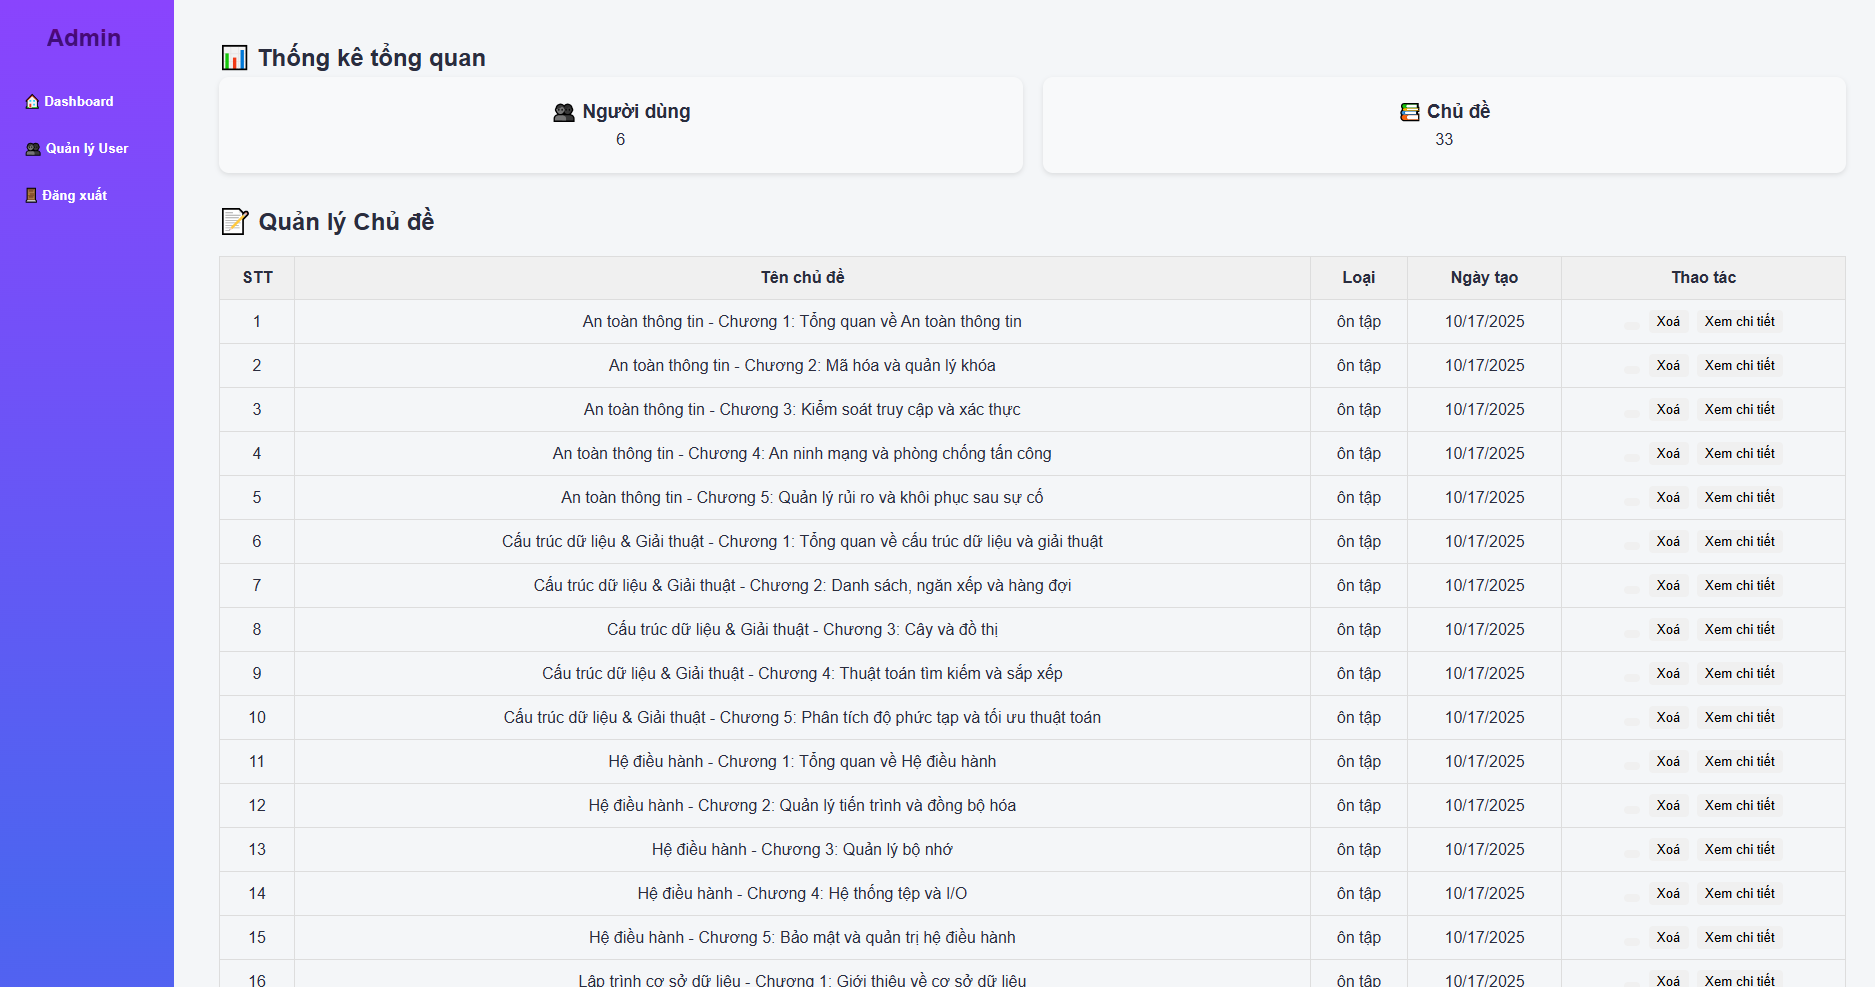 Admin
Dashboard
Quản lý User
Đăng xuất
Thống kê tổng quan
Người dùng
6
Chủ đề
33
Quản lý Chủ đề
STT Tên chủ đề Loại Ngày tạo Thao tác
1 An toàn thông tin - Chương 1: Tổng quan về An toàn thông tin ôn tập 10/17/2025 Xoá Xem chi tiết
2 An toàn thông tin - Chương 2: Mã hóa và quản lý khóa ôn tập 10/17/2025 Xoá Xem chi tiết
3 An toàn thông tin - Chương 3: Kiểm soát truy cập và xác thực ôn tập 10/17/2025 Xoá Xem chi tiết
4 An toàn thông tin - Chương 4: An ninh mạng và phòng chống tấn công ôn tập 10/17/2025 Xoá Xem chi tiết
5 An toàn thông tin - Chương 5: Quản lý rủi ro và khôi phục sau sự cố ôn tập 10/17/2025 Xoá Xem chi tiết
6 Cấu trúc dữ liệu & Giải thuật - Chương 1: Tổng quan về cấu trúc dữ liệu và giải thuật ôn tập 10/17/2025 Xoá Xem chi tiết
7 Cấu trúc dữ liệu & Giải thuật - Chương 2: Danh sách, ngăn xếp và hàng đợi ôn tập 10/17/2025 Xoá Xem chi tiết
8 Cấu trúc dữ liệu & Giải thuật - Chương 3: Cây và đồ thị ôn tập 10/17/2025 Xoá Xem chi tiết
9 Cấu trúc dữ liệu & Giải thuật - Chương 4: Thuật toán tìm kiếm và sắp xếp ôn tập 10/17/2025 Xoá Xem chi tiết
10 Cấu trúc dữ liệu & Giải thuật - Chương 5: Phân tích độ phức tạp và tối ưu thuật toán ôn tập 10/17/2025 Xoá Xem chi tiết
11 Hệ điều hành - Chương 1: Tổng quan về Hệ điều hành ôn tập 10/17/2025 Xoá Xem chi tiết
12 Hệ điều hành - Chương 2: Quản lý tiến trình và đồng bộ hóa ôn tập 10/17/2025 Xoá Xem chi tiết
13 Hệ điều hành - Chương 3: Quản lý bộ nhớ ôn tập 10/17/2025 Xoá Xem chi tiết
14 Hệ điều hành - Chương 4: Hệ thống tệp và I/O ôn tập 10/17/2025 Xoá Xem chi tiết
15 Hệ điều hành - Chương 5: Bảo mật và quản trị hệ điều hành ôn tập 10/17/2025 Xoá Xem chi tiết
16 Lập trình cơ sở dữ liệu - Chương 1: Giới thiệu về cơ sở dữ liệu ôn tập 10/17/2025 Xoá Xem chi tiết